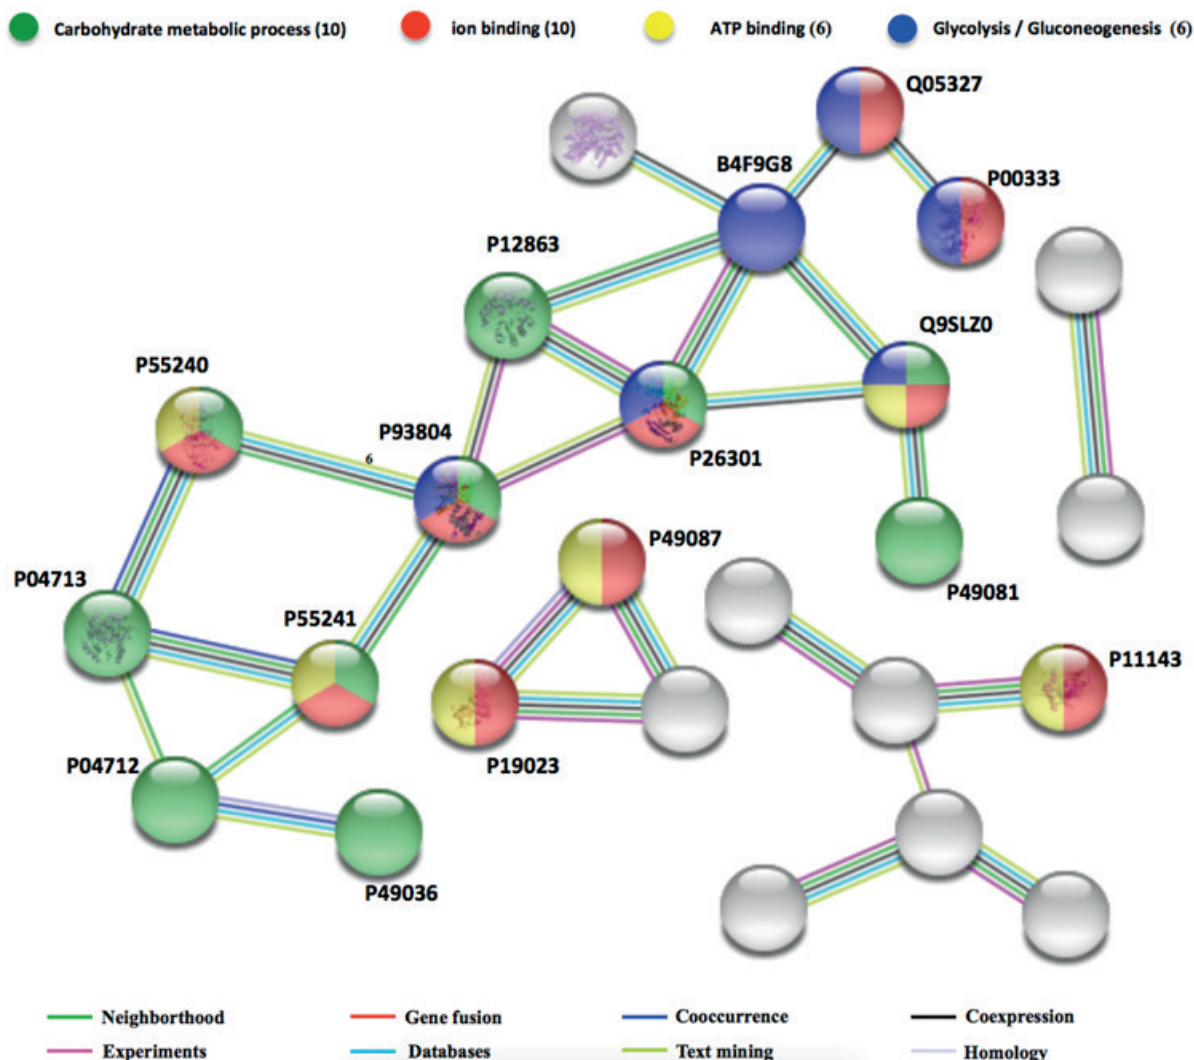 Carbohydrate metabolic process (10) ion binding (10) ATP binding (6) Glycolysis / Gluconeogenesis (6)
Q05327
B4F9G8
P00333
P12863
Q9SLZ0
P55240
P93804
6
P26301
P49087
P04713
P49081
P55241
P11143
P04712
P19023
P49036
Neighborhood Gene fusion Cooccurrence Coexpression
Experiments Databases Text mining Homology